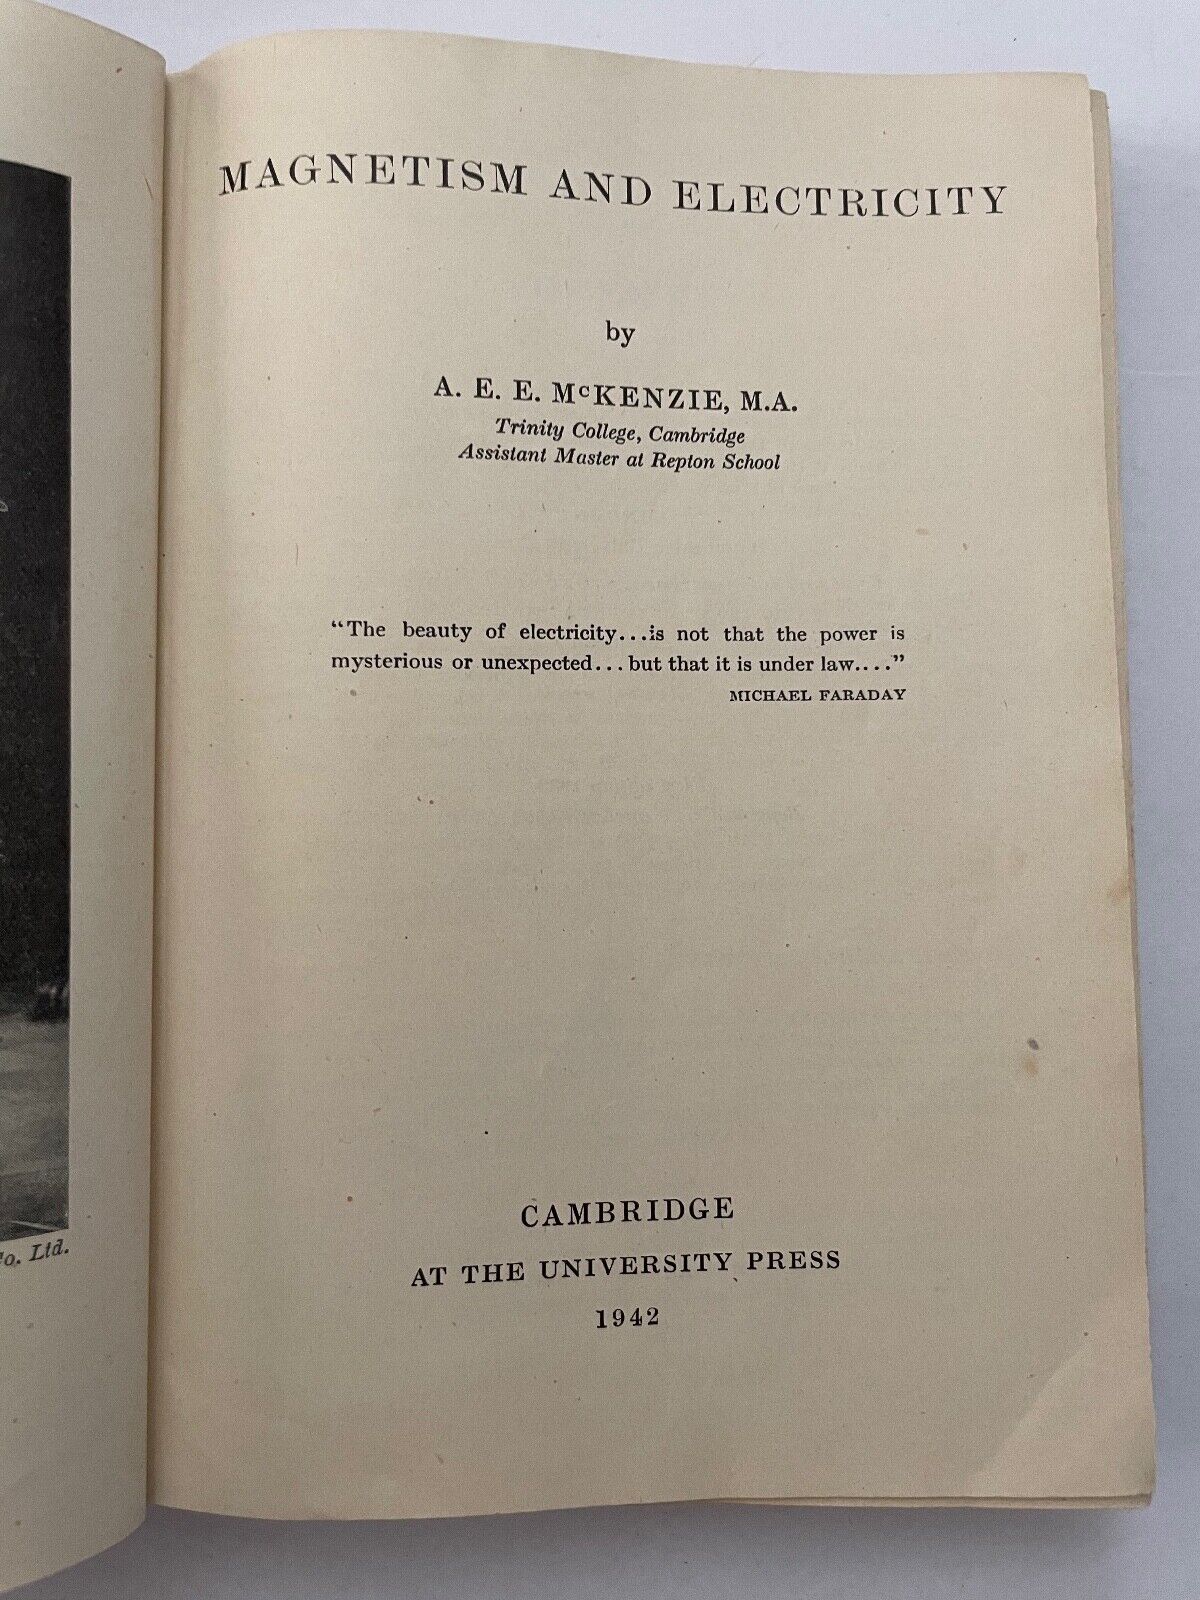 MAGNETISM AND ELECTRICITY
by
A. E. E. McKENZIE, M.A.
Trinity College, Cambridge
Assistant Master at Repton School
“The beauty of electricity...is not that the power is
mysterious or unexpected...but that it is under law....”
MICHAEL FARADAY
CAMBRIDGE
AT THE UNIVERSITY PRESS
1942
Co. Ltd.